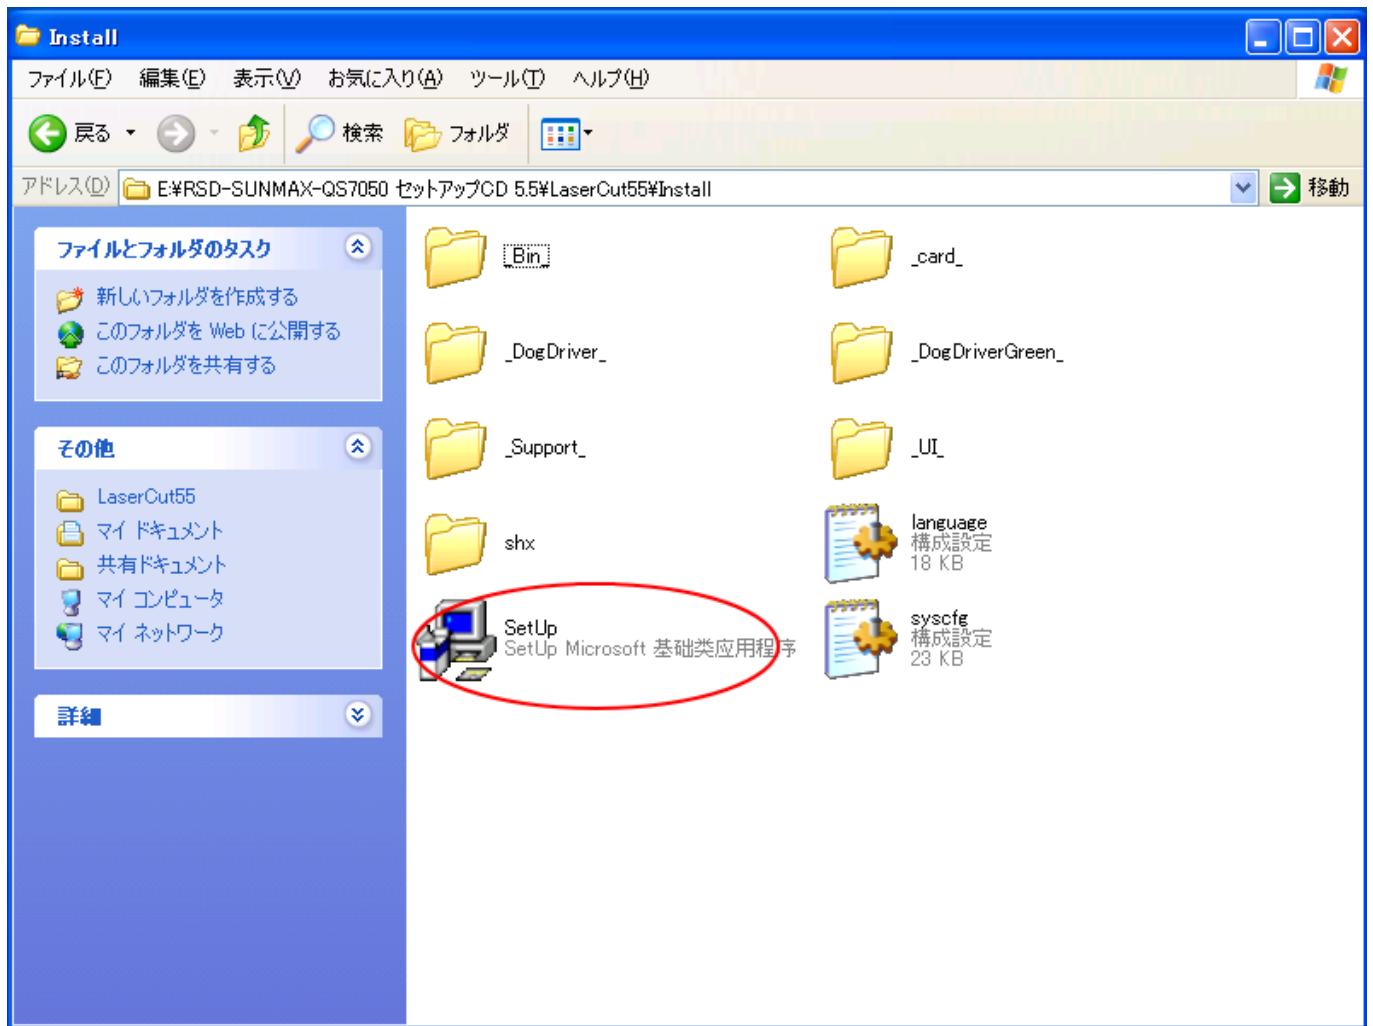 Install
ファイル(F) 編集(E) 表示(V) お気に入り(A) ツール(T) ヘルプ(H)
戻る 検索 フォルダ
アドレス(D) E:¥RSD-SUNMAX-QS7050 セットアップCD 5.5¥LaserCut55¥Install 移動
ファイルとフォルダのタスク
新しいフォルダを作成する
このフォルダを Web に公開する
このフォルダを共有する
その他
LaserCut55
マイ ドキュメント
共有ドキュメント
マイ コンピュータ
マイ ネットワーク
詳細
_Bin_
_card_
_DogDriver_
_DogDriverGreen_
_Support_
_UI_
shx
language
構成設定
18 KB
SetUp
SetUp Microsoft 基础类应用程序
syscfg
構成設定
23 KB